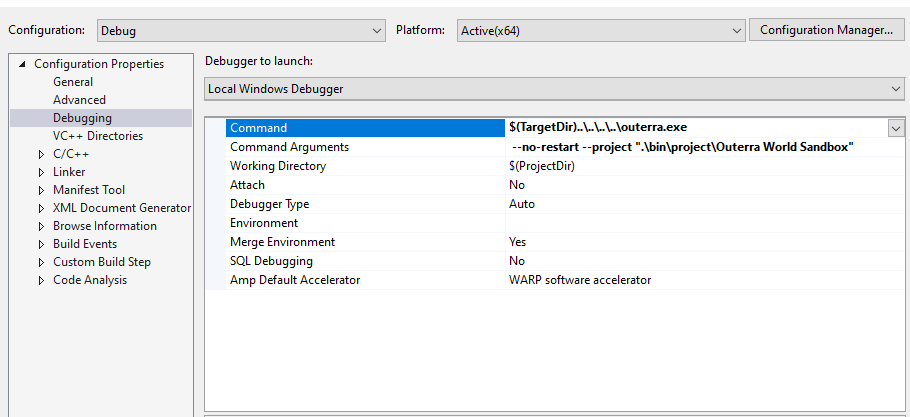 Configuration: Debug Platform: Active(x64) Configuration Manager...
Configuration Properties
General
Advanced
Debugging
VC++ Directories
C/C++
Linker
Manifest Tool
XML Document Generator
Browse Information
Build Events
Custom Build Step
Code Analysis
Debugger to launch:
Local Windows Debugger
Command $(TargetDir)..\..\..\..\outerra.exe
Command Arguments --no-restart --project ".\bin\project\Outerra World Sandbox"
Working Directory $(ProjectDir)
Attach No
Debugger Type Auto
Environment
Merge Environment Yes
SQL Debugging No
Amp Default Accelerator WARP software accelerator